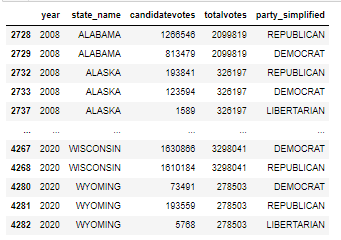 year state_name candidatevotes totalvotes party_simplified
2728 2008 ALABAMA 1266546 2099819 REPUBLICAN
2729 2008 ALABAMA 813479 2099819 DEMOCRAT
2732 2008 ALASKA 193841 326197 REPUBLICAN
2733 2008 ALASKA 123594 326197 DEMOCRAT
2737 2008 ALASKA 1589 326197 LIBERTARIAN
... ... ... ... ... ...
4267 2020 WISCONSIN 1630866 3298041 DEMOCRAT
4268 2020 WISCONSIN 1610184 3298041 REPUBLICAN
4280 2020 WYOMING 73491 278503 DEMOCRAT
4281 2020 WYOMING 193559 278503 REPUBLICAN
4282 2020 WYOMING 5768 278503 LIBERTARIAN